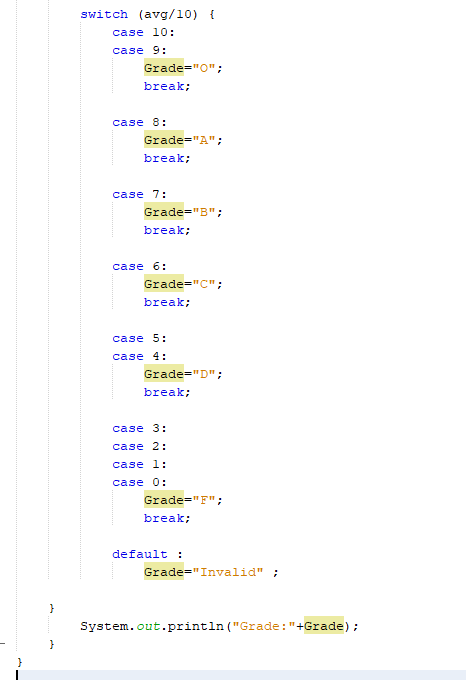 switch (avg/10) {
case 10:
case 9:
Grade="O";
break;
case 8:
Grade="A";
break;
case 7:
Grade="B";
break;
case 6:
Grade="C";
break;
case 5:
case 4:
Grade="D";
break;
case 3:
case 2:
case 1:
case 0:
Grade="F";
break;
default :
Grade="Invalid" ;
}
System.out.println("Grade:"+Grade);
}
}